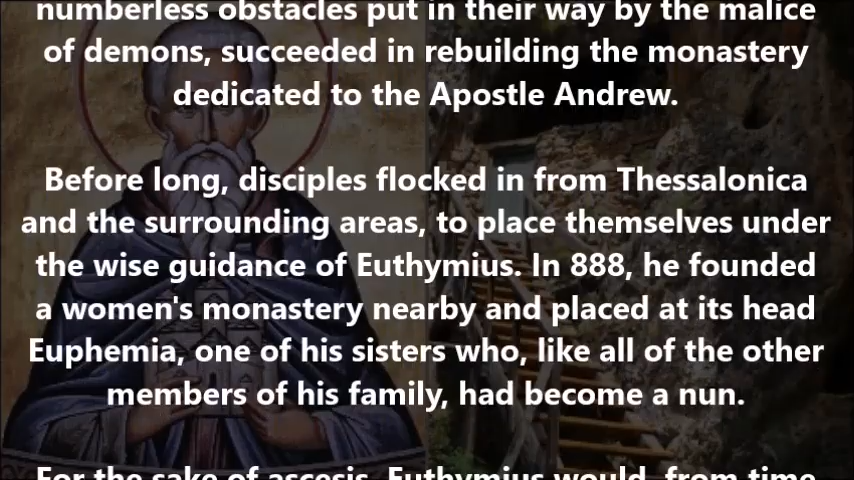 numberless obstacles put in their way by the malice
of demons, succeeded in rebuilding the monastery
dedicated to the Apostle Andrew.
Before long, disciples flocked in from Thessalonica
and the surrounding areas, to place themselves under
the wise guidance of Euthymius. In 888, he founded
a women's monastery nearby and placed at its head
Euphemia, one of his sisters who, like all of the other
members of his family, had become a nun.
For the sake of ascesis, Euthymius would, from time